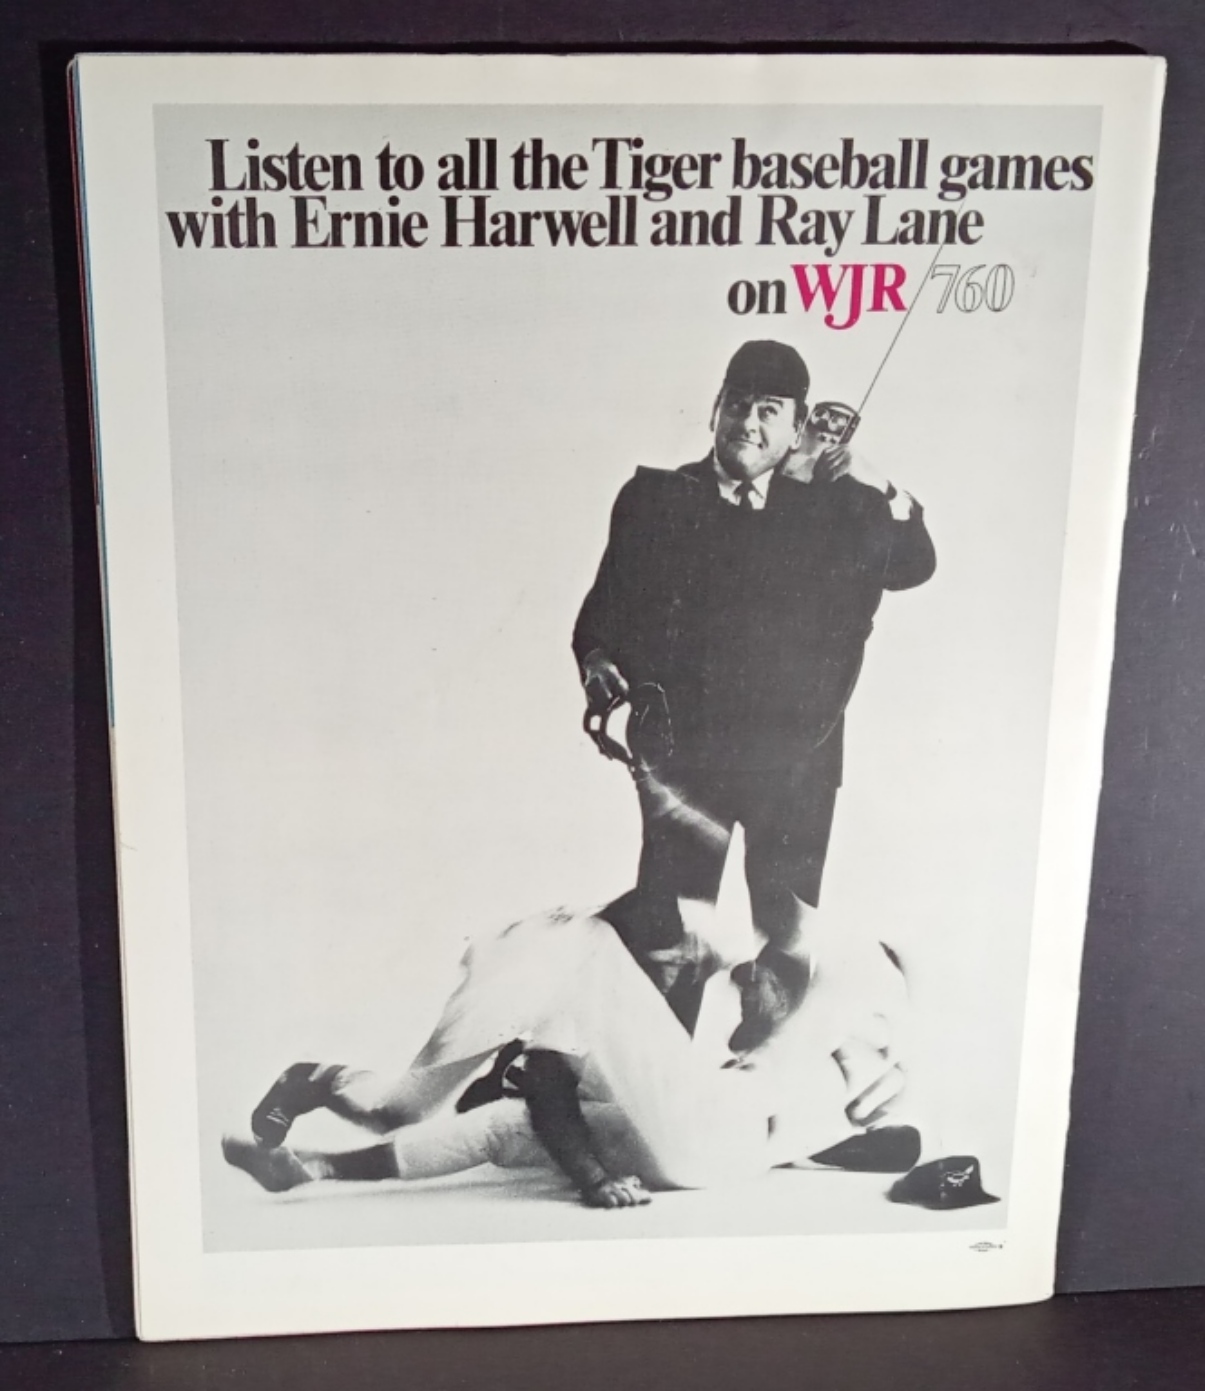 Listen to all the Tiger baseball games
with Ernie Harwell and Ray Lane
on WJR/760